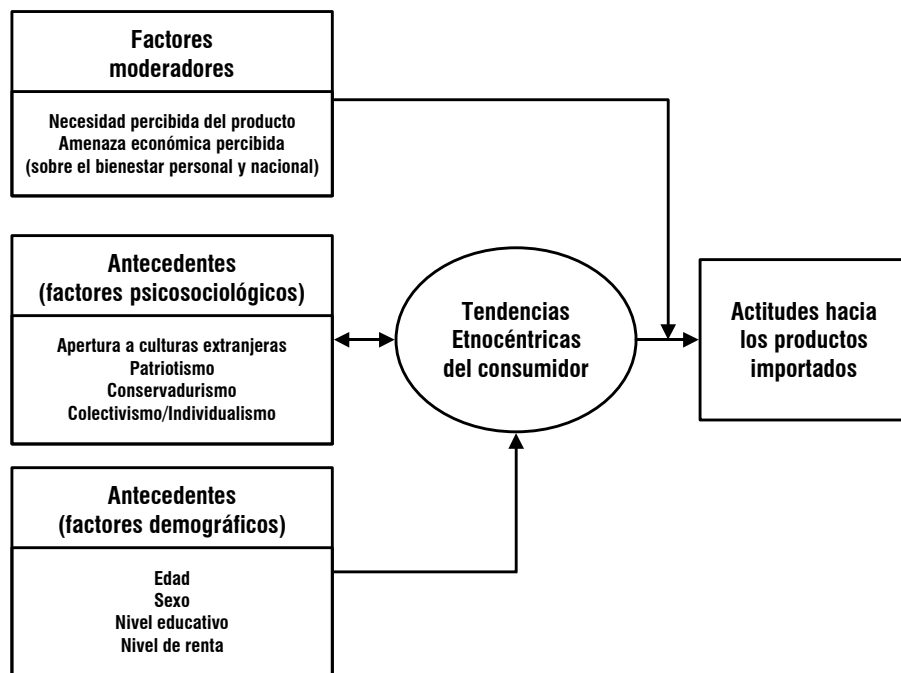 Factores
moderadores
Necesidad percibida del producto
Amenaza económica percibida
(sobre el bienestar personal y nacional)
Antecedentes
(factores psicosociológicos)
Apertura a culturas extranjeras
Patriotismo
Conservadurismo
Colectivismo/Individualismo
Antecedentes
(factores demográficos)
Edad
Sexo
Nivel educativo
Nivel de renta
Tendencias
Etnocéntricas
del consumidor
Actitudes hacia
los productos
importados